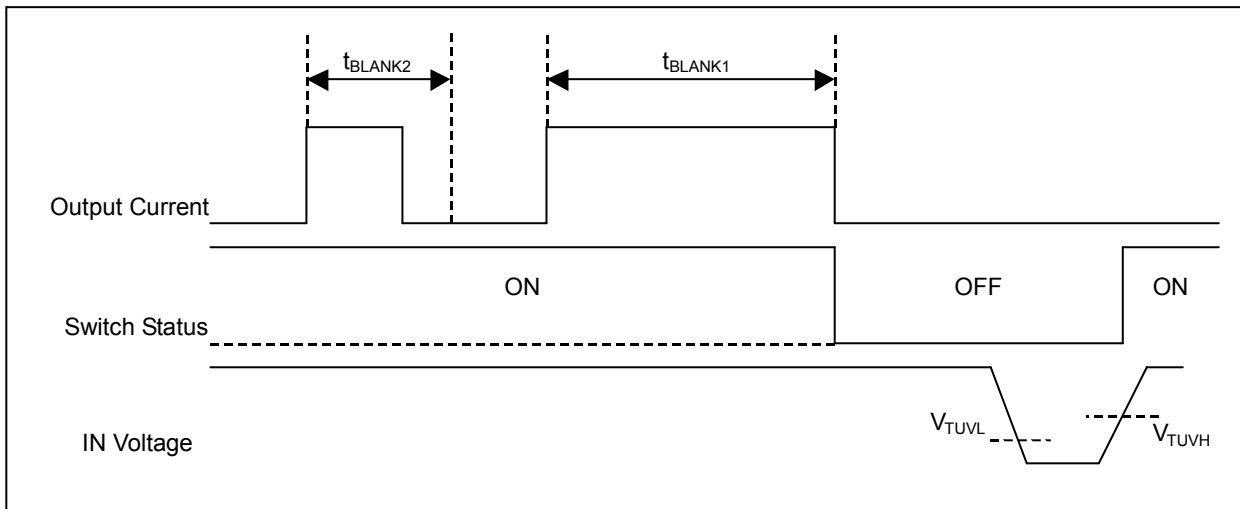 tBLANK2
tBLANK1
Output Current
ON
OFF
ON
Switch Status
VTUVL
VTUVH
IN Voltage